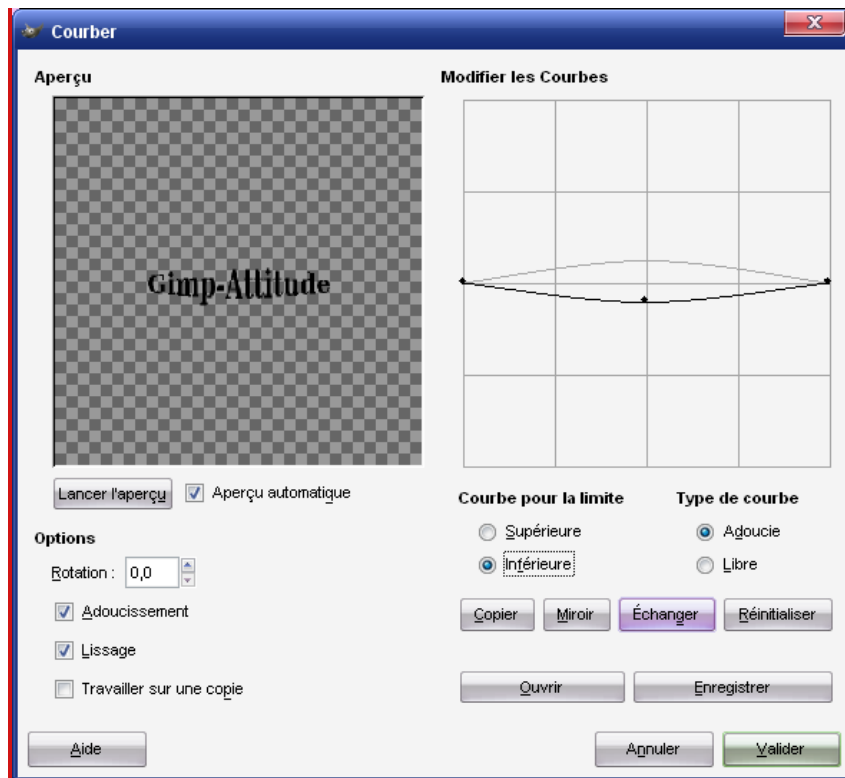 Courber
Aperçu
Modifier les Courbes
Gimp-Attitude
Lancer l'aperçu
Aperçu automatique
Courbe pour la limite
Type de courbe
Supérieure
Adoucie
Inférieure
Libre
Options
Rotation : 0,0
Adoucissement
Lissage
Travailler sur une copie
Copier
Miroir
Échanger
Réinitialiser
Ouvrir
Enregistrer
Aide
Annuler
Valider